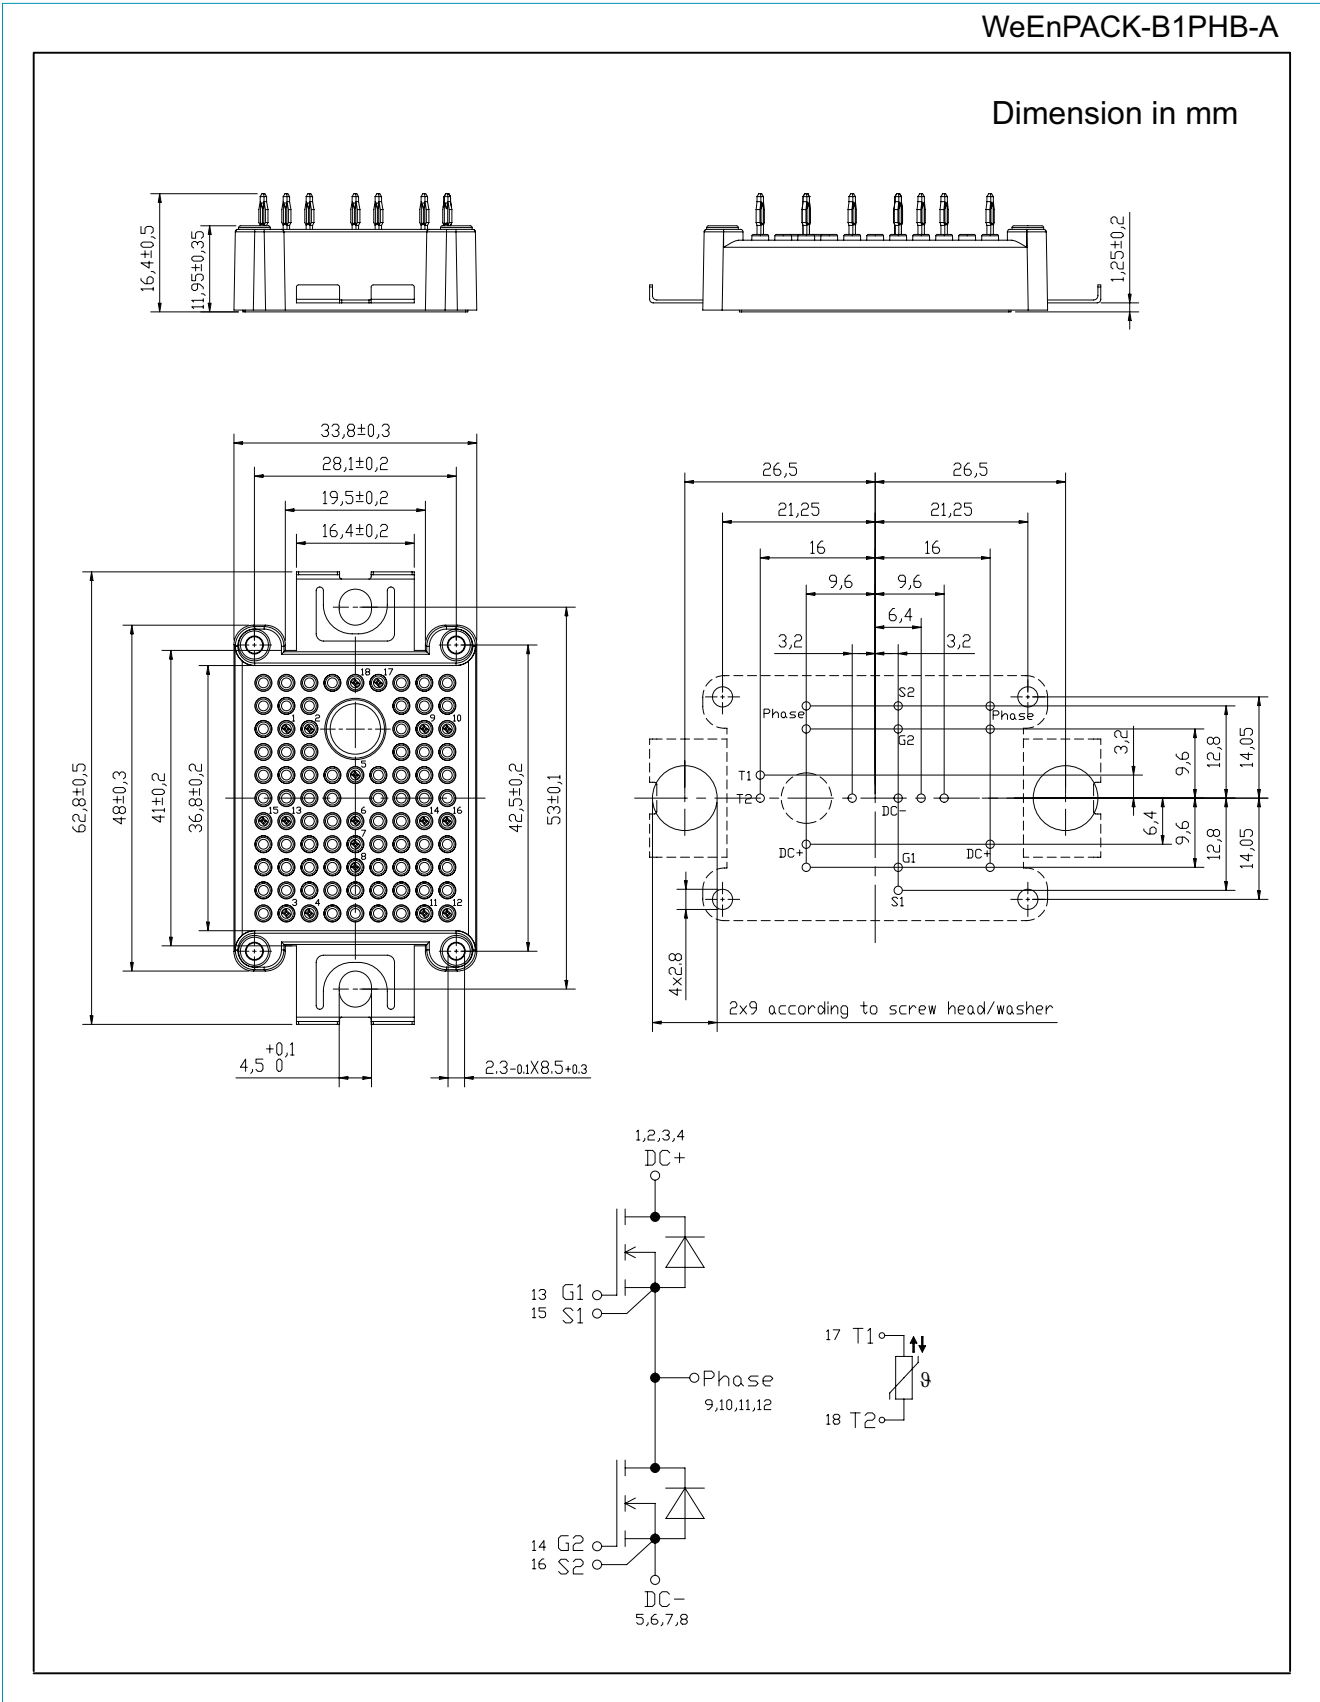 WeEnPACK-B1PHB-A
Dimension in mm
16,4±0,5
11,95±0,35
1,25±0,2
33,8±0,3
28,1±0,2
19,5±0,2
16,4±0,2
62,8±0,5
48±0,3
41±0,2
36,8±0,2
42,5±0,2
53±0,1
18 17
1 2 9 10
5
15 13 6 14 16
7
8
3 4 11 12
+0,1
4,5 0
2.3-0.1X8.5+0.3
26,5 26,5
21,25 21,25
16 16
9,6 9,6
6,4
3,2 3,2
S2
Phase Phase
G2
T1
T2
DC-
DC+ G1 DC+
S1
3,2
9,6
12,8
14,05
6,4
9,6
12,8
14,05
4x2.8
2x9 according to screw head/washer
1,2,3,4
DC+
13 G1
15 S1
17 T1
ϑ
18 T2
Phase
9,10,11,12
14 G2
16 S2
DC-
5,6,7,8